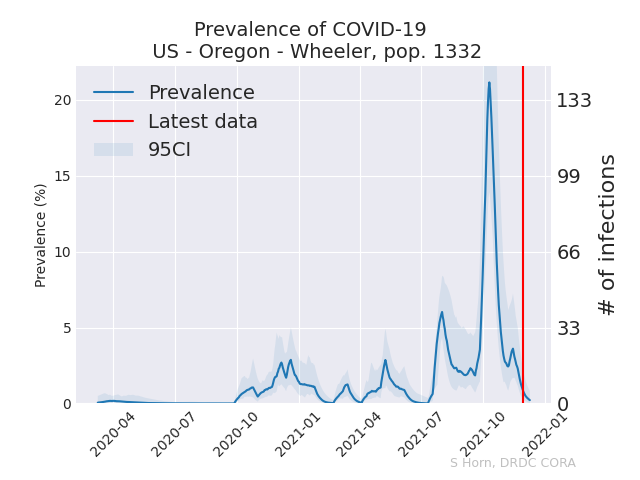 Prevalence of COVID-19
US - Oregon - Wheeler, pop. 1332
Prevalence
Latest data
95CI
Prevalence (%)
20
15
10
5
0
133
99
66
33
0
# of infections
2020-04
2020-07
2020-10
2021-01
2021-04
2021-07
2021-10
2022-01
S Horn, DRDC CORA